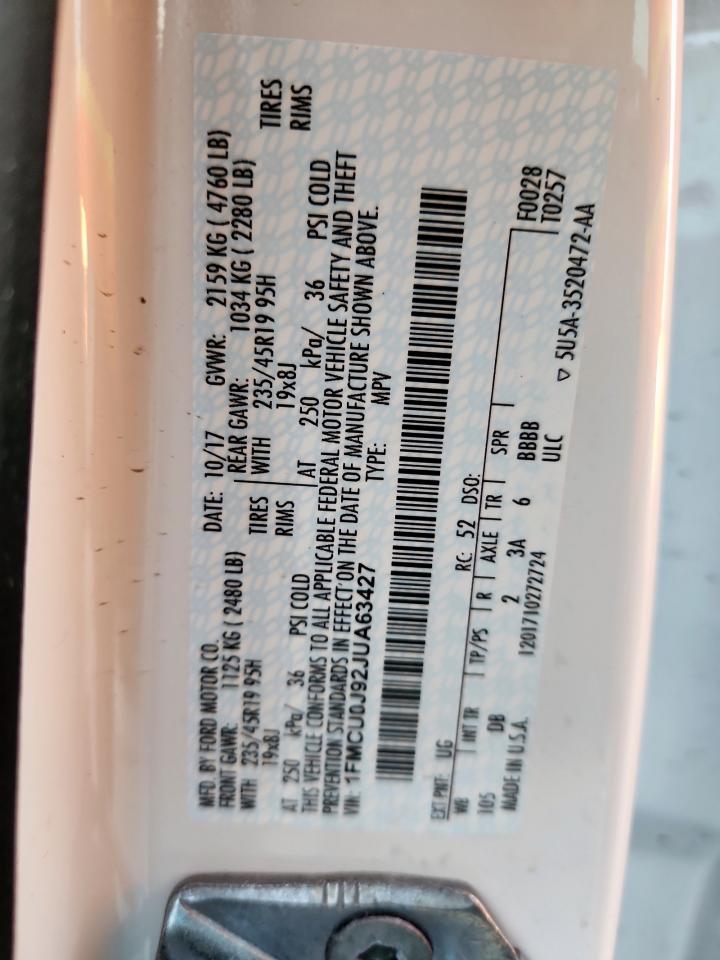 MFD. BY FORD MOTOR CO. DATE: 10/17 GVWR: 2159 KG ( 4760 LB)
FRONT GAWR: 1125 KG ( 2480 LB) REAR GAWR: 1034 KG ( 2280 LB)
WITH 235/45R19 95H TIRES WITH 235/45R19 95H TIRES
19x8J RIMS 19x8J RIMS
AT 250 kPa/ 36 PSI COLD AT 250 kPa/ 36 PSI COLD
THIS VEHICLE CONFORMS TO ALL APPLICABLE FEDERAL MOTOR VEHICLE SAFETY AND THEFT
PREVENTION STANDARDS IN EFFECT ON THE DATE OF MANUFACTURE SHOWN ABOVE.
VIN: 1FMCU0J92JUA63427 TYPE: MPV
EXT PNT: UG RC: 52 DSO:
WB INT TR TP/PS R AXLE TR SPR F0028
105 DB 2 3A 6 BBBB T0257
MADE IN U.S.A. 1201710272724 ULC ▽ 5U5A-3520472-AA